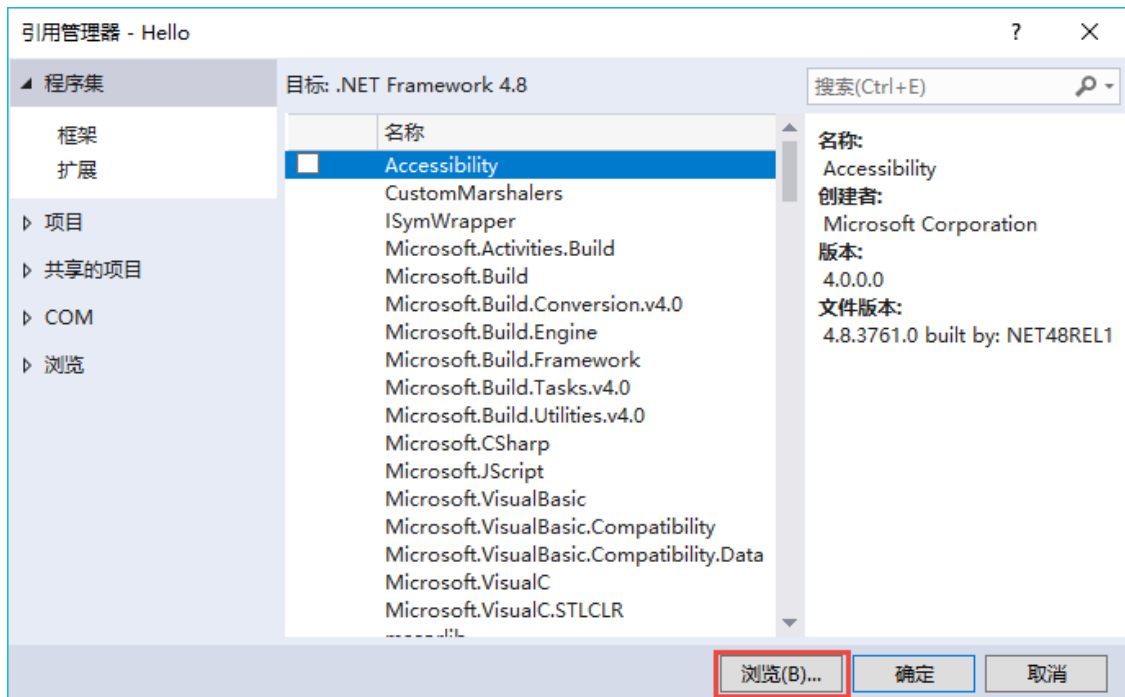 引用管理器 - Hello
?
程序集
框架
扩展
项目
共享的项目
COM
浏览
目标: .NET Framework 4.8
名称
Accessibility
CustomMarshalers
ISymWrapper
Microsoft.Activities.Build
Microsoft.Build
Microsoft.Build.Conversion.v4.0
Microsoft.Build.Engine
Microsoft.Build.Framework
Microsoft.Build.Tasks.v4.0
Microsoft.Build.Utilities.v4.0
Microsoft.CSharp
Microsoft.JScript
Microsoft.VisualBasic
Microsoft.VisualBasic.Compatibility
Microsoft.VisualBasic.Compatibility.Data
Microsoft.VisualC
Microsoft.VisualC.STLCLR
搜索(Ctrl+E)
名称:
Accessibility
创建者:
Microsoft Corporation
版本:
4.0.0.0
文件版本:
4.8.3761.0 built by: NET48REL1
浏览(B)...
确定
取消